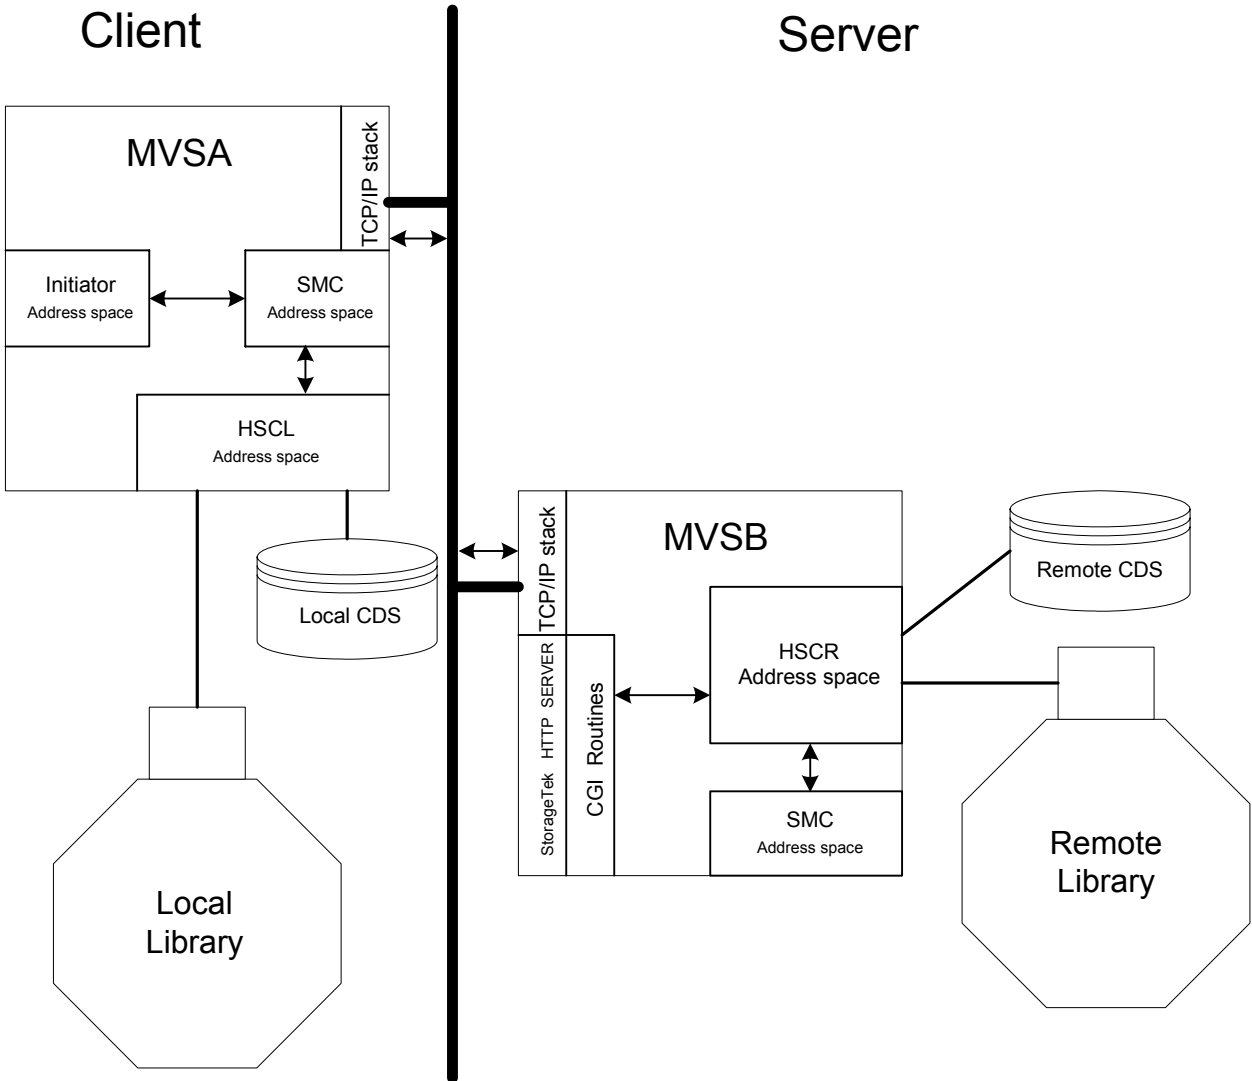 Client
Server
MVSA
TCP/IP stack
Initiator
Address space
SMC
Address space
HSCL
Address space
Local CDS
Local
Library
TCP/IP stack
MVSB
StorageTek HTTP SERVER
CGI Routines
HSCR
Address space
SMC
Address space
Remote CDS
Remote
Library